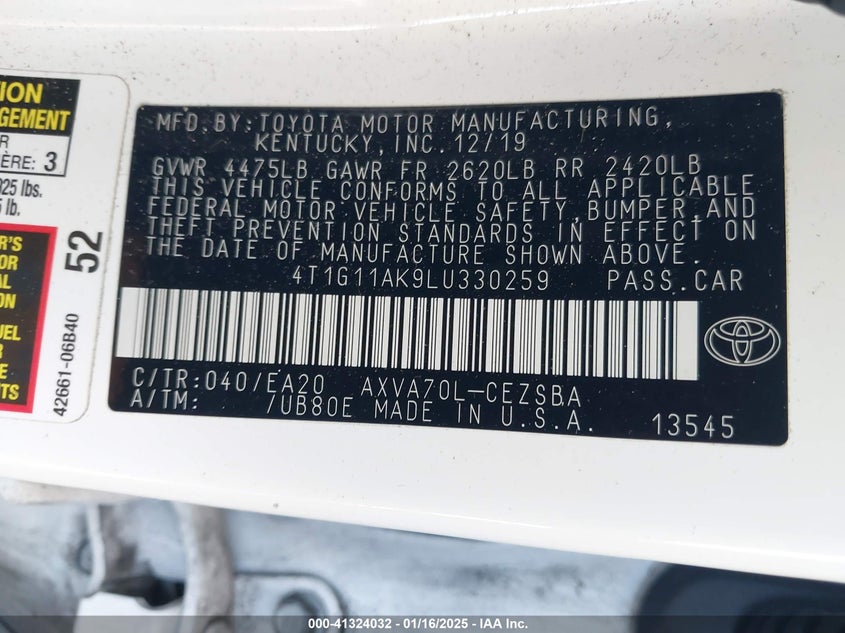 TION
GEMENT
R
ÈRE: 3
925 lbs.
5 lb.
R'S
OR
AL
ION
UEL
R
E
TS
42661-06B40
52
MFD.BY:TOYOTA MOTOR MANUFACTURING,
KENTUCKY,INC.12/19
GVWR 4475LB GAWR FR 2620LB RR 2420LB
THIS VEHICLE CONFORMS TO ALL APPLICABLE
FEDERAL MOTOR VEHICLE SAFETY,BUMPER,AND
THEFT PREVENTION STANDARDS IN EFFECT ON
THE DATE OF MANUFACTURE SHOWN ABOVE.
4T1G11AK9LU330259 PASS.CAR
C/TR:040/EA20 AXVA70L-CEZSBA
A/TM: /UB80E MADE IN U.S.A.
13545
000-41324032 — 01/16/2025 — IAA Inc.